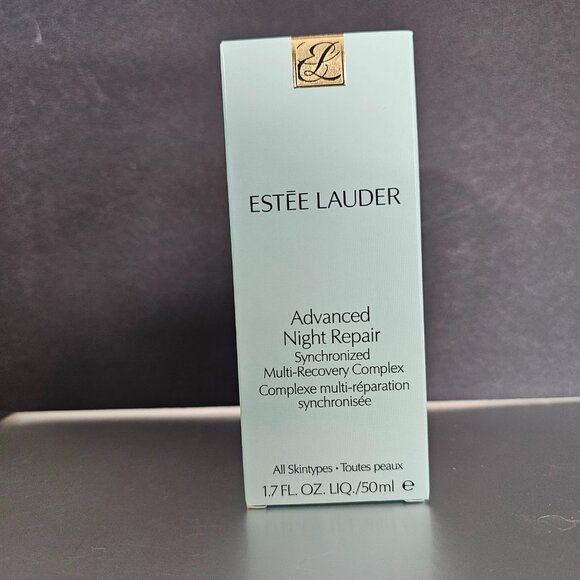 EL
ESTĒE LAUDER
Advanced
Night Repair
Synchronized
Multi-Recovery Complex
Complexe multi-réparation
synchronisée
All Skintypes • Toutes peaux
1.7 FL. OZ. LIQ./50ml ℮